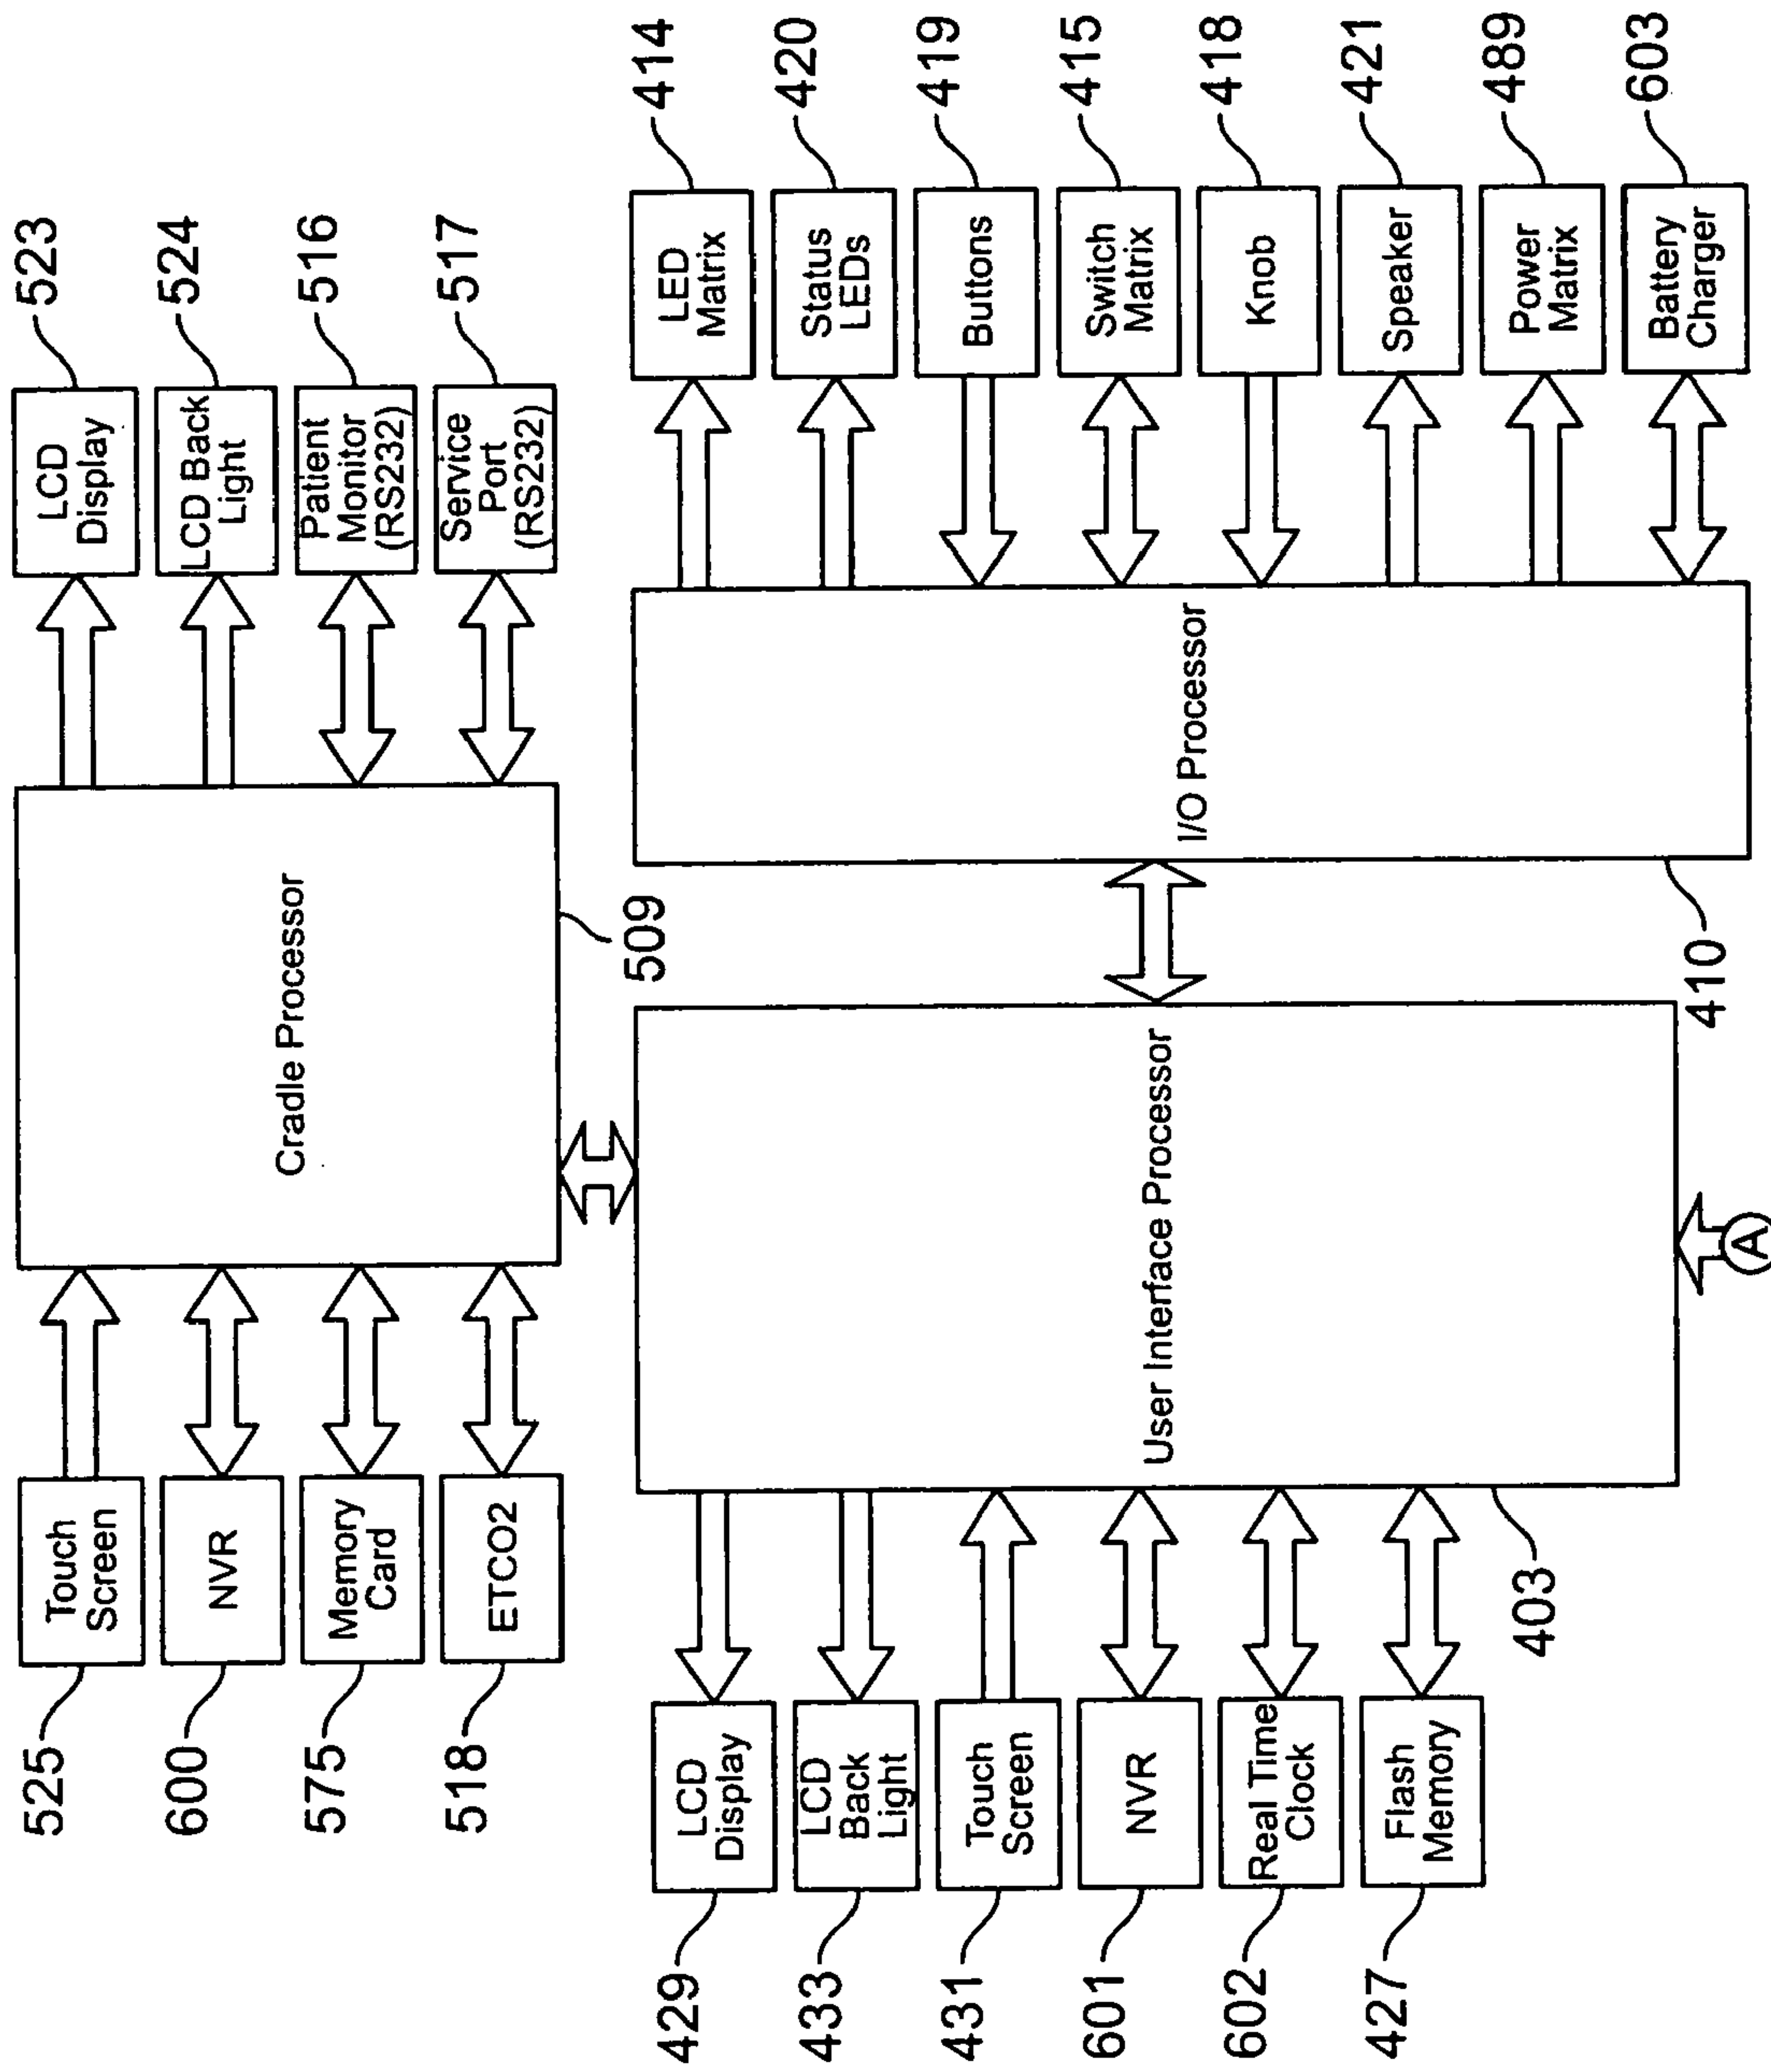 523
LCD
Display
524
LCD Back
Light
516
Patient
Monitor
(RS232)
517
Service
Port
(RS232)
Cradle Processor
509
525
Touch
Screen
600
NVR
575
Memory
Card
518
ETCO2
414
LED
Matrix
420
Status
LEDs
419
Buttons
415
Switch
Matrix
418
Knob
421
Speaker
489
Power
Matrix
603
Battery
Charger
I/O Processor
410
User Interface Processor
403
A
429
LCD
Display
433
LCD
Back
Light
431
Touch
Screen
601
NVR
602
Real Time
Clock
427
Flash
Memory